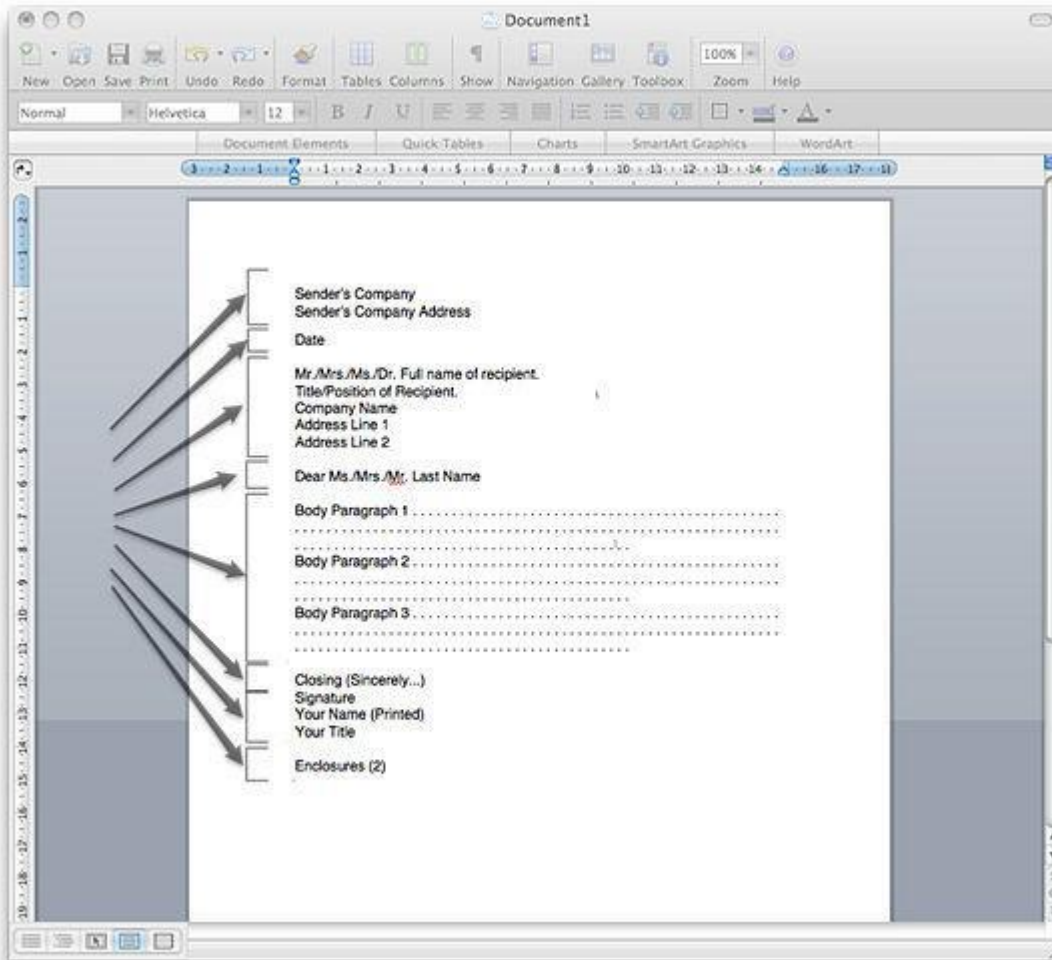 Document1
New Open Save Print Undo Redo Format Tables Columns Show Navigation Gallery Toolbox Zoom Help
100%
Normal Helvetica 12 B I U A
Document Elements Quick Tables Charts SmartArt Graphics WordArt
Sender's Company
Sender's Company Address
Date
Mr./Mrs./Ms./Dr. Full name of recipient.
Title/Position of Recipient.
Company Name
Address Line 1
Address Line 2
Dear Ms./Mrs./Mr. Last Name
Body Paragraph 1 . . . . . . . . . . . . . . . . . . . . . . . . . . . . . . . . . . . . . . . .
Body Paragraph 2 . . . . . . . . . . . . . . . . . . . . . . . . . . . . . . . . . . . . . . . .
Body Paragraph 3 . . . . . . . . . . . . . . . . . . . . . . . . . . . . . . . . . . . . . . . .
Closing (Sincerely...)
Signature
Your Name (Printed)
Your Title
Enclosures (2)